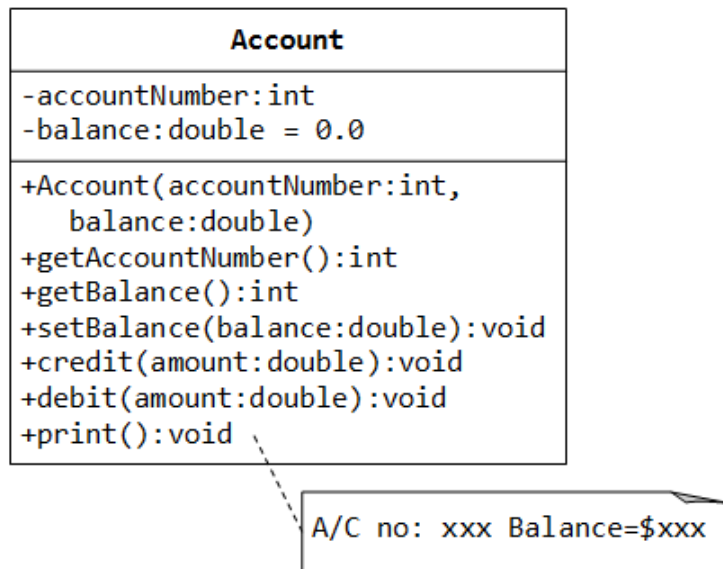 Account
-accountNumber:int
-balance:double = 0.0
+Account(accountNumber:int,
balance:double)
+getAccountNumber():int
+getBalance():int
+setBalance(balance:double):void
+credit(amount:double):void
+debit(amount:double):void
+print():void
A/C no: xxx Balance=$xxx